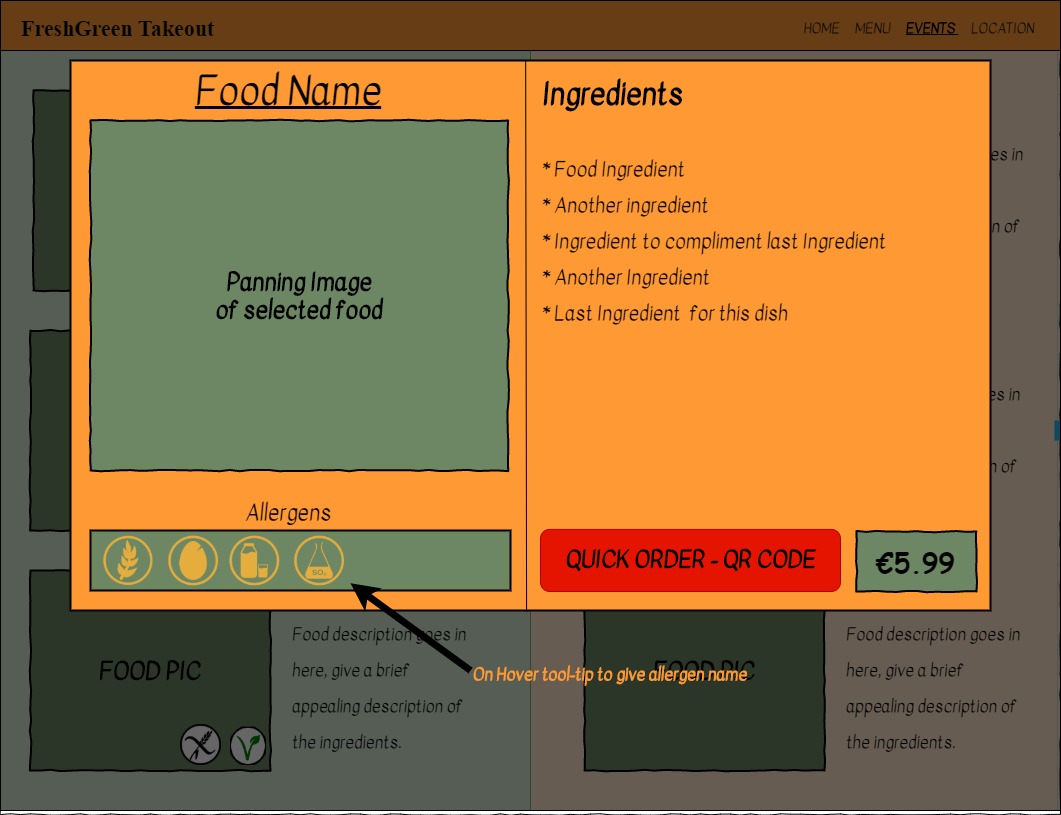 FreshGreen Takeout
HOME MENU EVENTS LOCATION
Food Name
Panning Image
of selected food
Allergens
SO₂
Ingredients
* Food Ingredient
* Another ingredient
* Ingredient to compliment last Ingredient
* Another Ingredient
* Last Ingredient for this dish
QUICK ORDER - QR CODE
€5.99
es in
n of
es in
n of
On Hover tool-tip to give allergen name
FOOD PIC
Food description goes in
here, give a brief
appealing description of
the ingredients.
FOOD PIC
Food description goes in
here, give a brief
appealing description of
the ingredients.